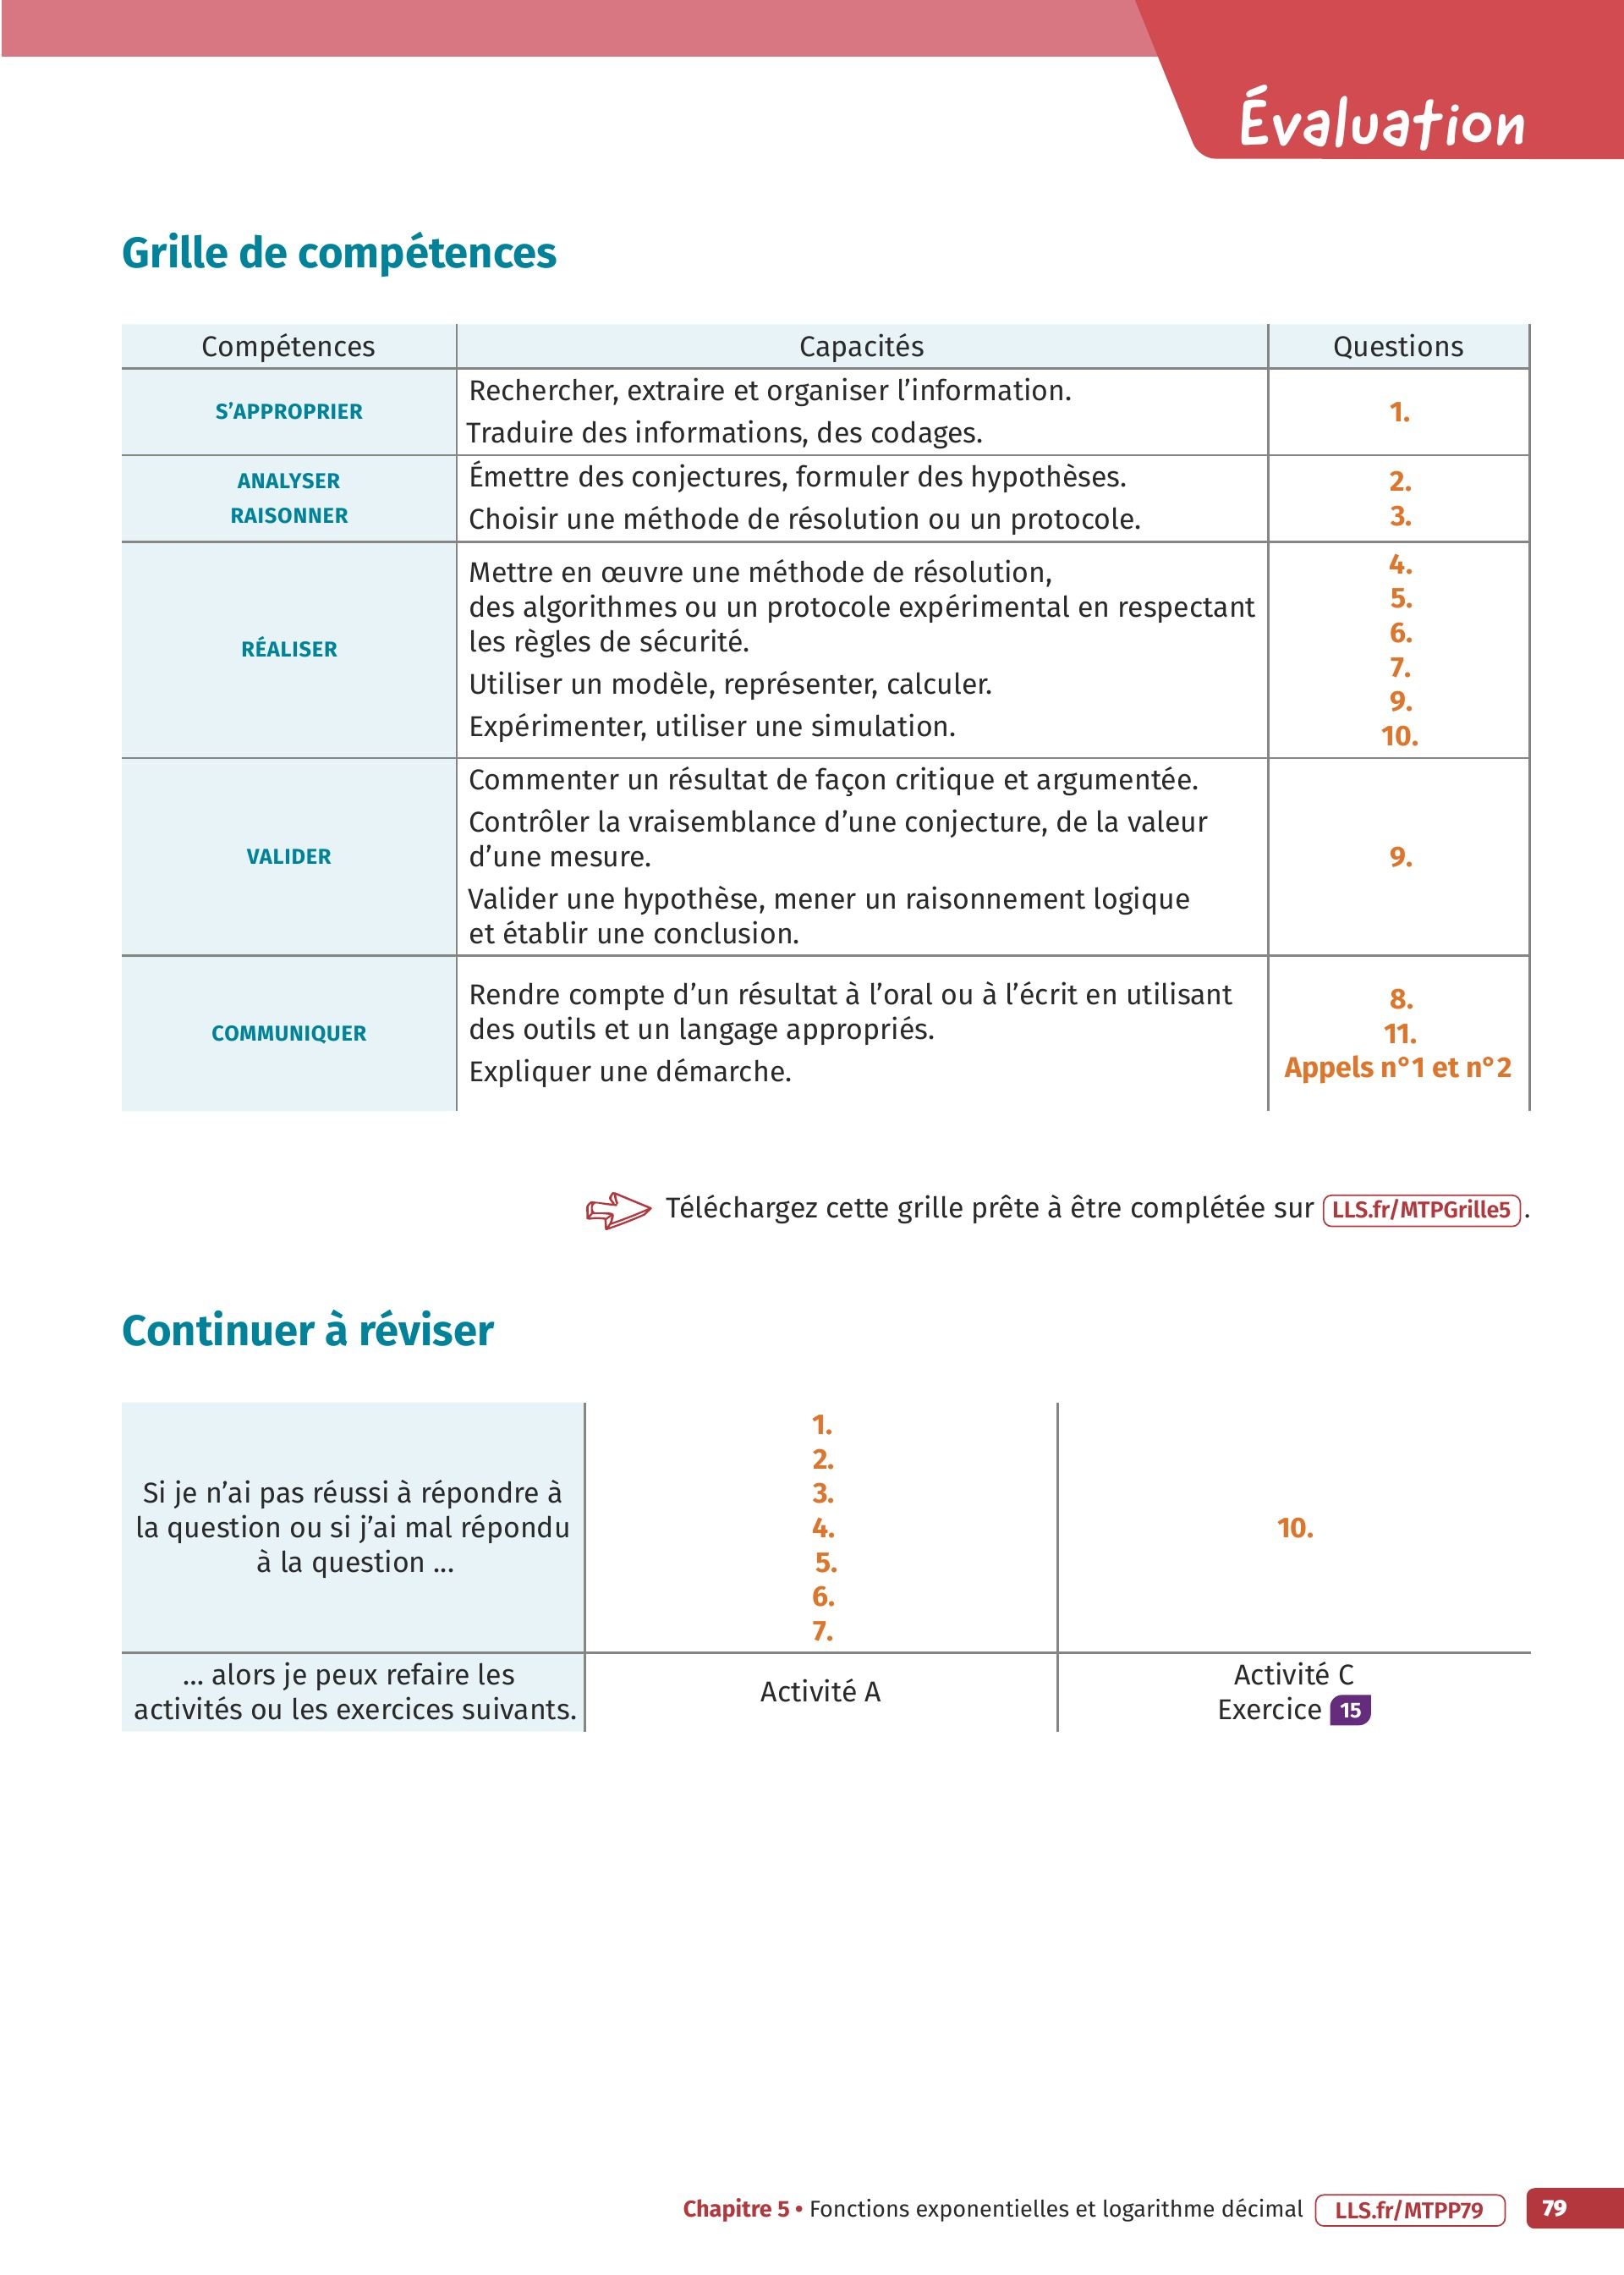 Évaluation
Grille de compétences
Compétences
Capacités
Questions
S’APPROPRIER
Rechercher, extraire et organiser l’information.
Traduire des informations, des codages.
1.
ANALYSER
RAISONNER
Émettre des conjectures, formuler des hypothèses.
Choisir une méthode de résolution ou un protocole.
2.
3.
RÉALISER
Mettre en œuvre une méthode de résolution,
des algorithmes ou un protocole expérimental en respectant
les règles de sécurité.
Utiliser un modèle, représenter, calculer.
Expérimenter, utiliser une simulation.
4.
5.
6.
7.
9.
10.
VALIDER
Commenter un résultat de façon critique et argumentée.
Contrôler la vraisemblance d’une conjecture, de la valeur
d’une mesure.
Valider une hypothèse, mener un raisonnement logique
et établir une conclusion.
9.
COMMUNIQUER
Rendre compte d’un résultat à l’oral ou à l’écrit en utilisant
des outils et un langage appropriés.
Expliquer une démarche.
8.
11.
Appels n°1 et n°2
Téléchargez cette grille prête à être complétée sur LLS.fr/MTPGrille5 .
Continuer à réviser
Si je n’ai pas réussi à répondre à
la question ou si j’ai mal répondu
à la question ...
1.
2.
3.
4.
5.
6.
7.
10.
... alors je peux refaire les
activités ou les exercices suivants.
Activité A
Activité C
Exercice 15
Chapitre 5 • Fonctions exponentielles et logarithme décimal LLS.fr/MTPP79 79